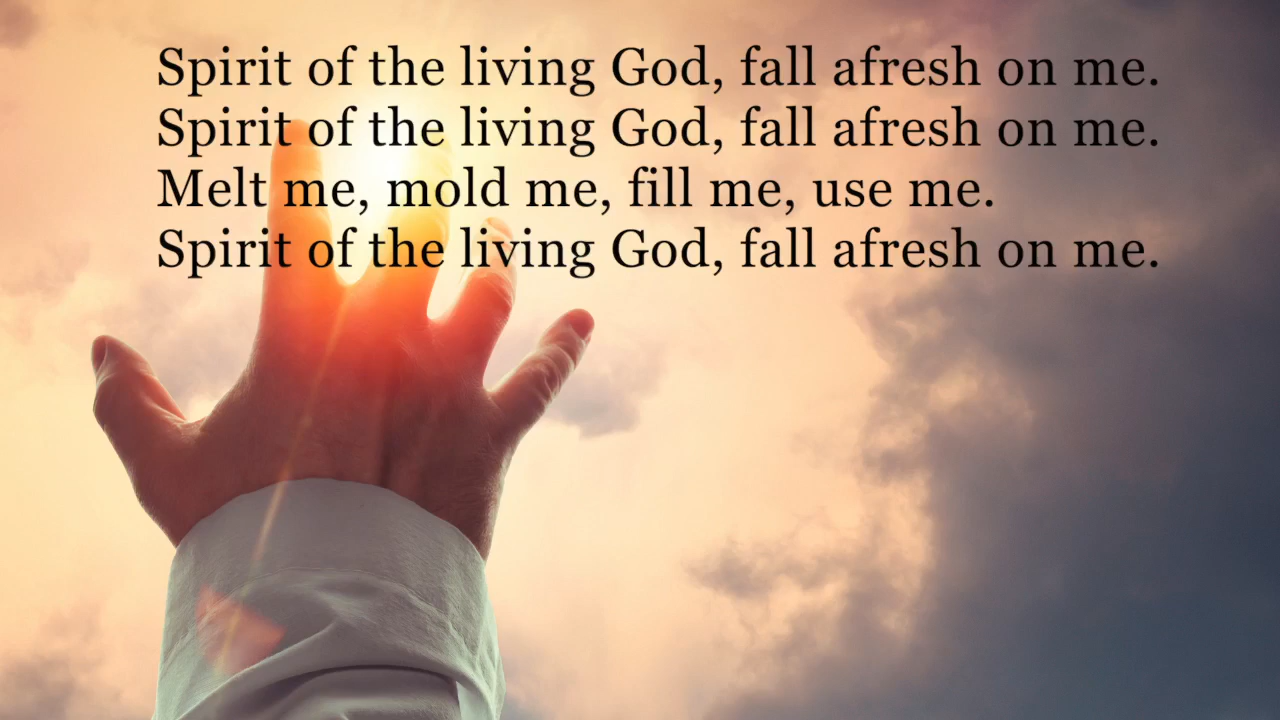 Spirit of the living God, fall afresh on me.
Spirit of the living God, fall afresh on me.
Melt me, mold me, fill me, use me.
Spirit of the living God, fall afresh on me.